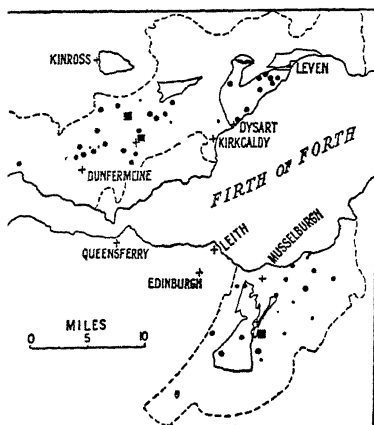 KINROSS
LEVEN
DYSART
KIRKCALDY
DUNFERMLINE
FIRTH OF FORTH
LEITH
MUSSELBURGH
QUEENSFERRY
EDINBURGH
MILES
0 5 10